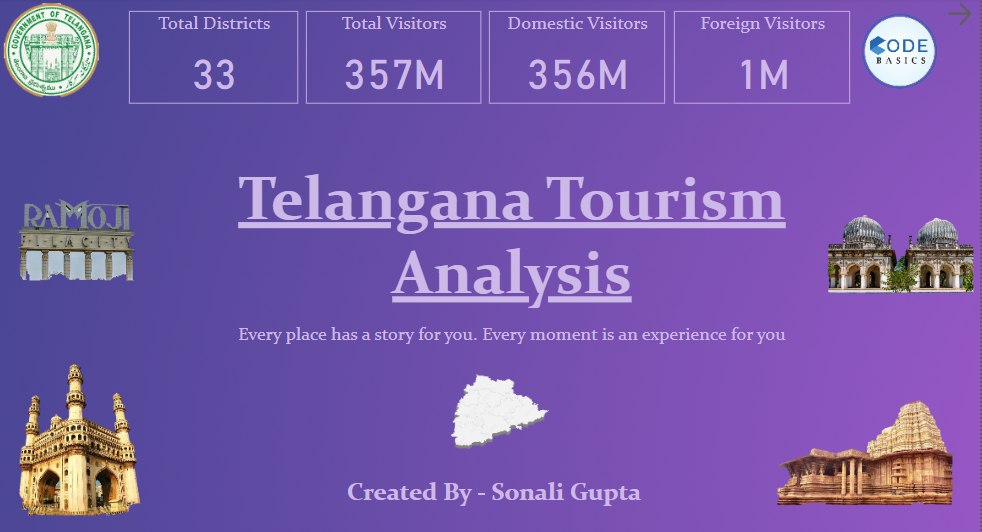 GOVERNMENT OF TELANGANA
Total Districts
33
Total Visitors
357M
Domestic Visitors
356M
Foreign Visitors
1M
CODE
BASICS
Telangana Tourism
Analysis
Every place has a story for you. Every moment is an experience for you
RAMOJI
Created By - Sonali Gupta